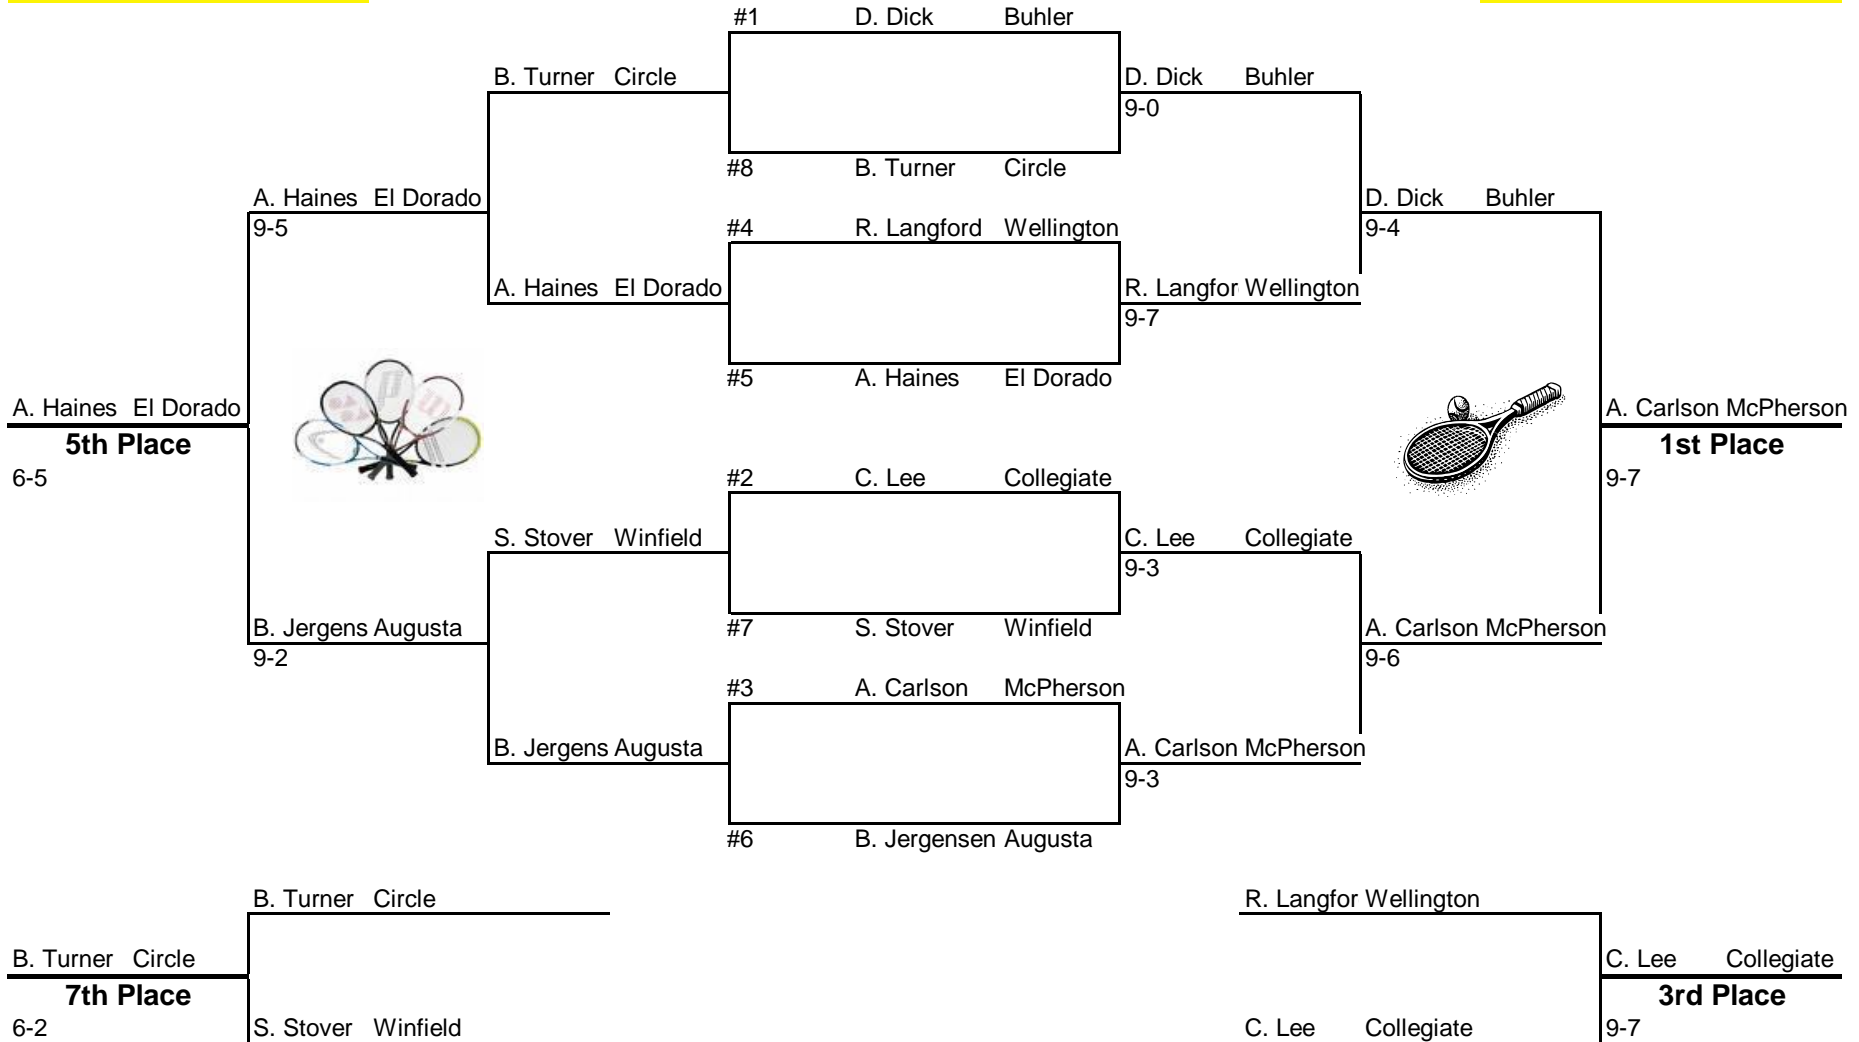 #1 D. Dick Buhler
B. Turner Circle D. Dick Buhler
9-0
#8 B. Turner Circle
A. Haines El Dorado D. Dick Buhler
9-5 #4 R. Langford Wellington 9-4
A. Haines El Dorado R. Langfor Wellington
9-7
#5 A. Haines El Dorado
A. Haines El Dorado A. Carlson McPherson
5th Place 1st Place
6-5 #2 C. Lee Collegiate 9-7
S. Stover Winfield C. Lee Collegiate
9-3
B. Jergens Augusta #7 S. Stover Winfield A. Carlson McPherson
9-2 9-6
#3 A. Carlson McPherson
B. Jergens Augusta A. Carlson McPherson
9-3
#6 B. Jergensen Augusta
B. Turner Circle R. Langfor Wellington
B. Turner Circle C. Lee Collegiate
7th Place 3rd Place
6-2 S. Stover Winfield C. Lee Collegiate 9-7